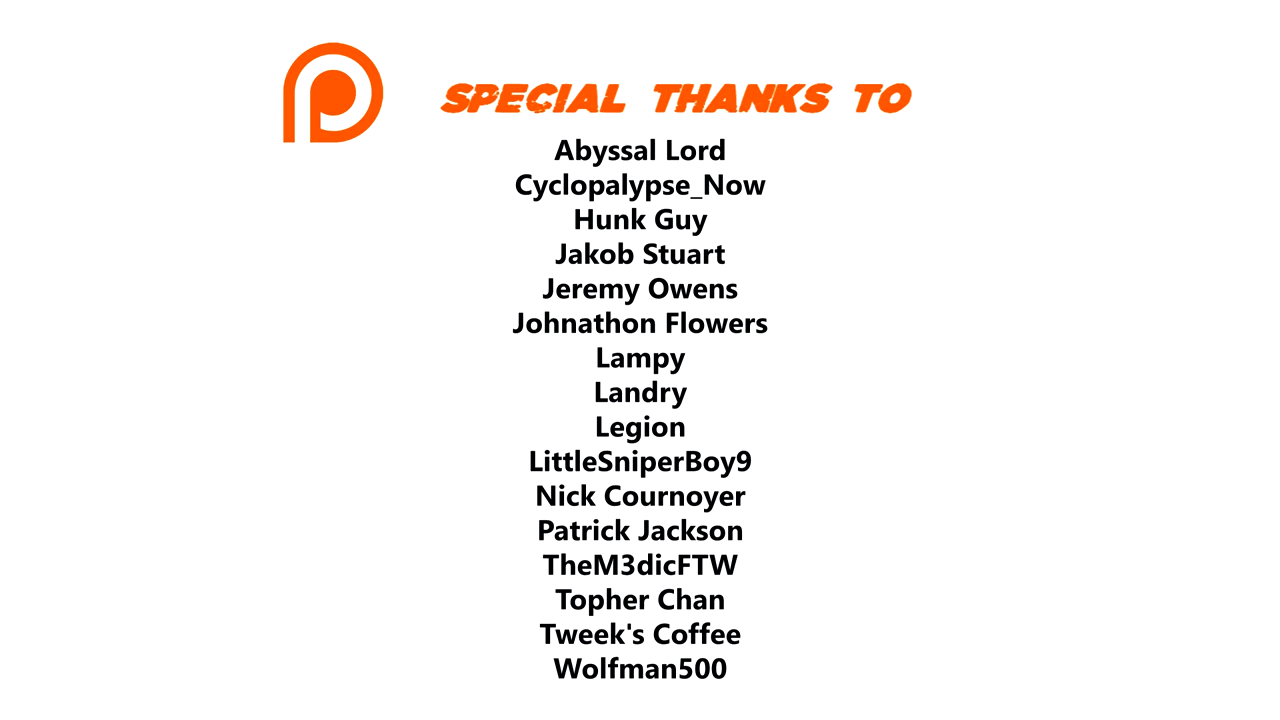 SPECIAL THANKS TO
Abyssal Lord
Cyclopalypse_Now
Hunk Guy
Jakob Stuart
Jeremy Owens
Johnathon Flowers
Lampy
Landry
Legion
LittleSniperBoy9
Nick Cournoyer
Patrick Jackson
TheM3dicFTW
Topher Chan
Tweek's Coffee
Wolfman500